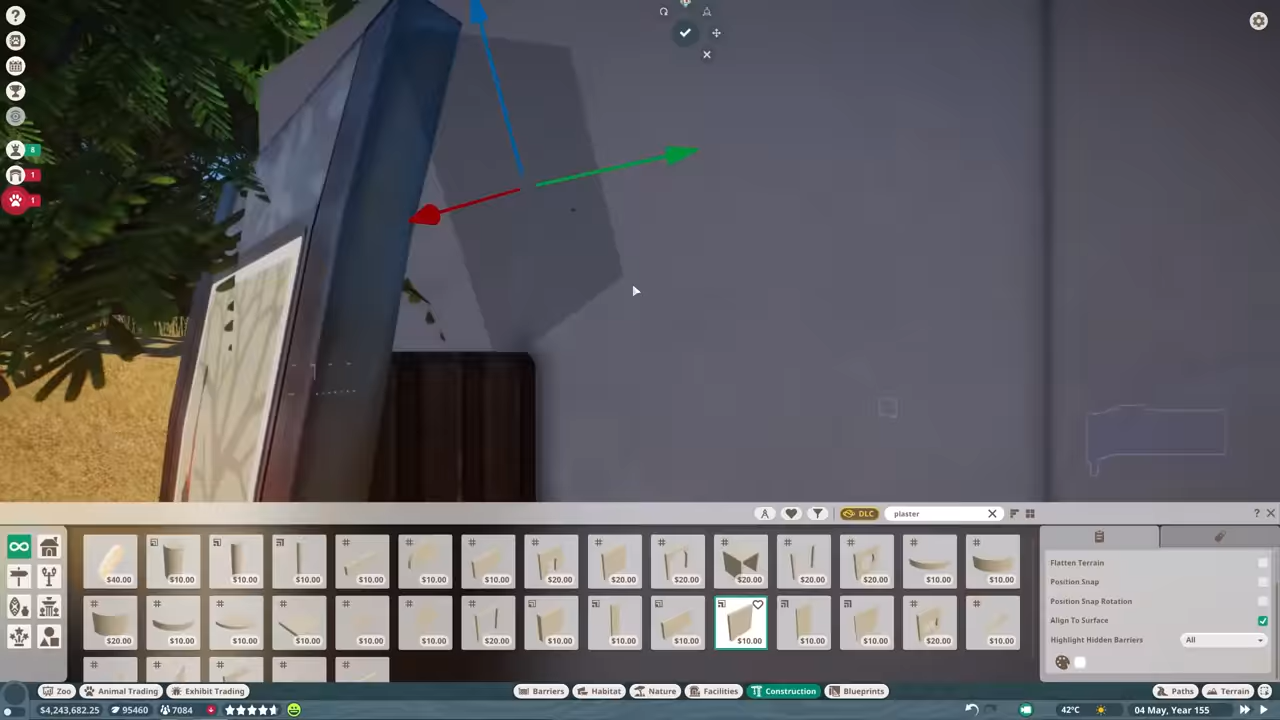 ?
8
1
1
DLC
plaster
?
$40.00 $10.00 $10.00 $10.00 $10.00 $10.00 $10.00 $20.00 $20.00 $20.00 $20.00 $20.00 $20.00 $10.00 $10.00
$20.00 $10.00 $10.00 $10.00 $10.00 $10.00 $20.00 $10.00 $10.00 $10.00 $10.00 $10.00 $10.00 $20.00 $10.00
Flatten Terrain
Position Snap
Position Snap Rotation
Align To Surface
Highlight Hidden Barriers All
Zoo Animal Trading Exhibit Trading Barriers Habitat Nature Facilities Construction Blueprints Paths Terrain
$4,243,682.25 95460 7084 42°C 04 May, Year 155